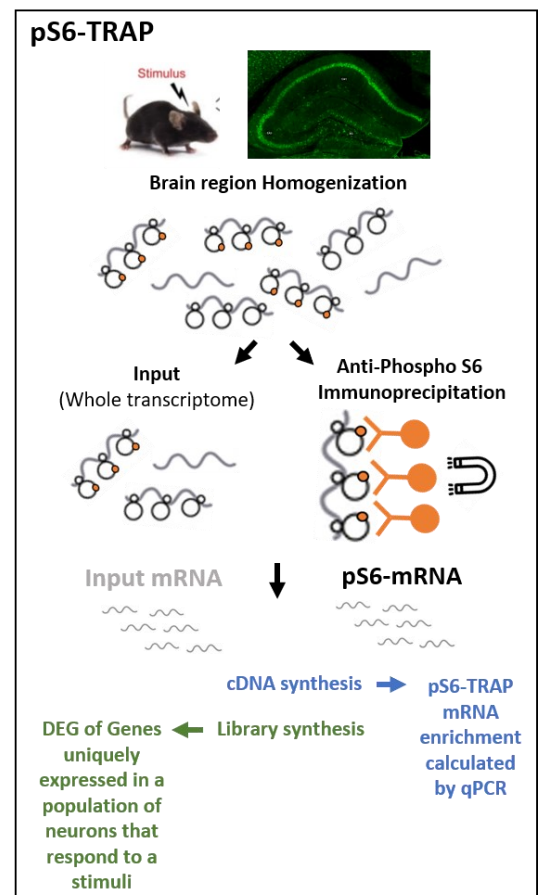 pS6-TRAP
Stimulus
Brain region Homogenization
Input
(Whole transcriptome)
Anti-Phospho S6
Immunoprecipitation
Input mRNA
pS6-mRNA
cDNA synthesis
pS6-TRAP
mRNA
enrichment
calculated
by qPCR
Library synthesis
DEG of Genes
uniquely
expressed in a
population of
neurons that
respond to a
stimuli